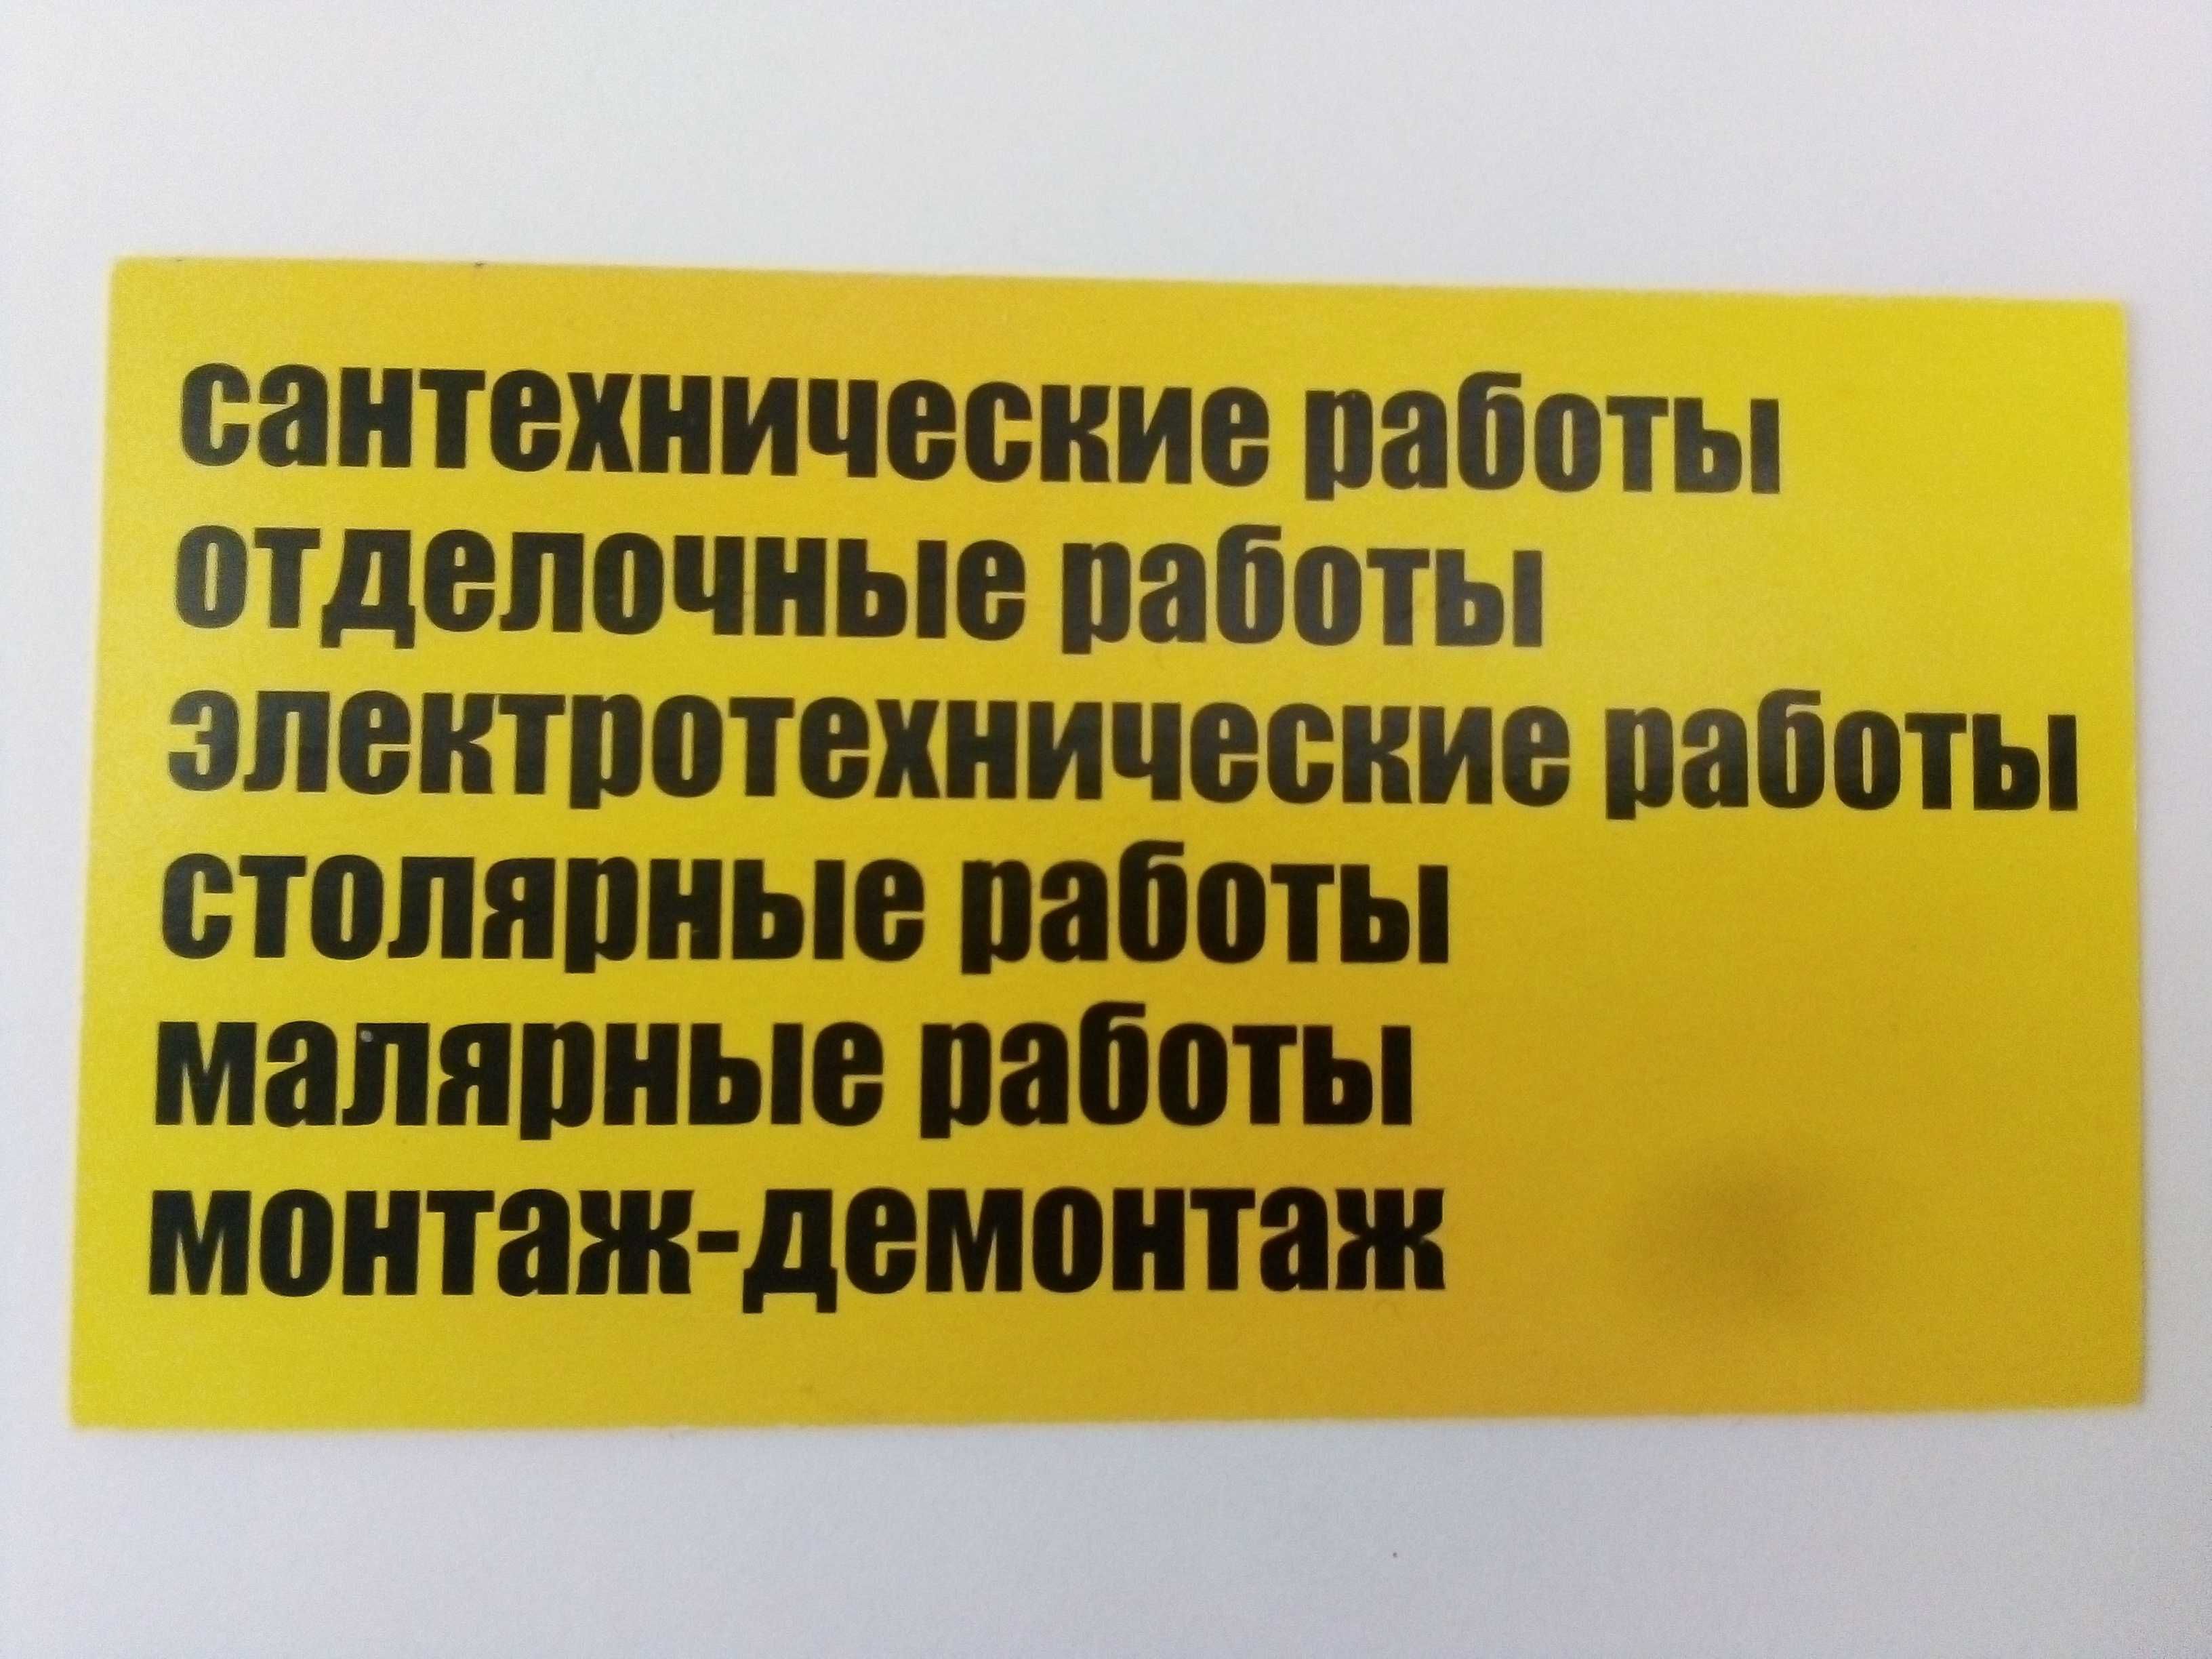 сантехнические работы
отделочные работы
электротехнические работы
столярные работы
малярные работы
монтаж-демонтаж